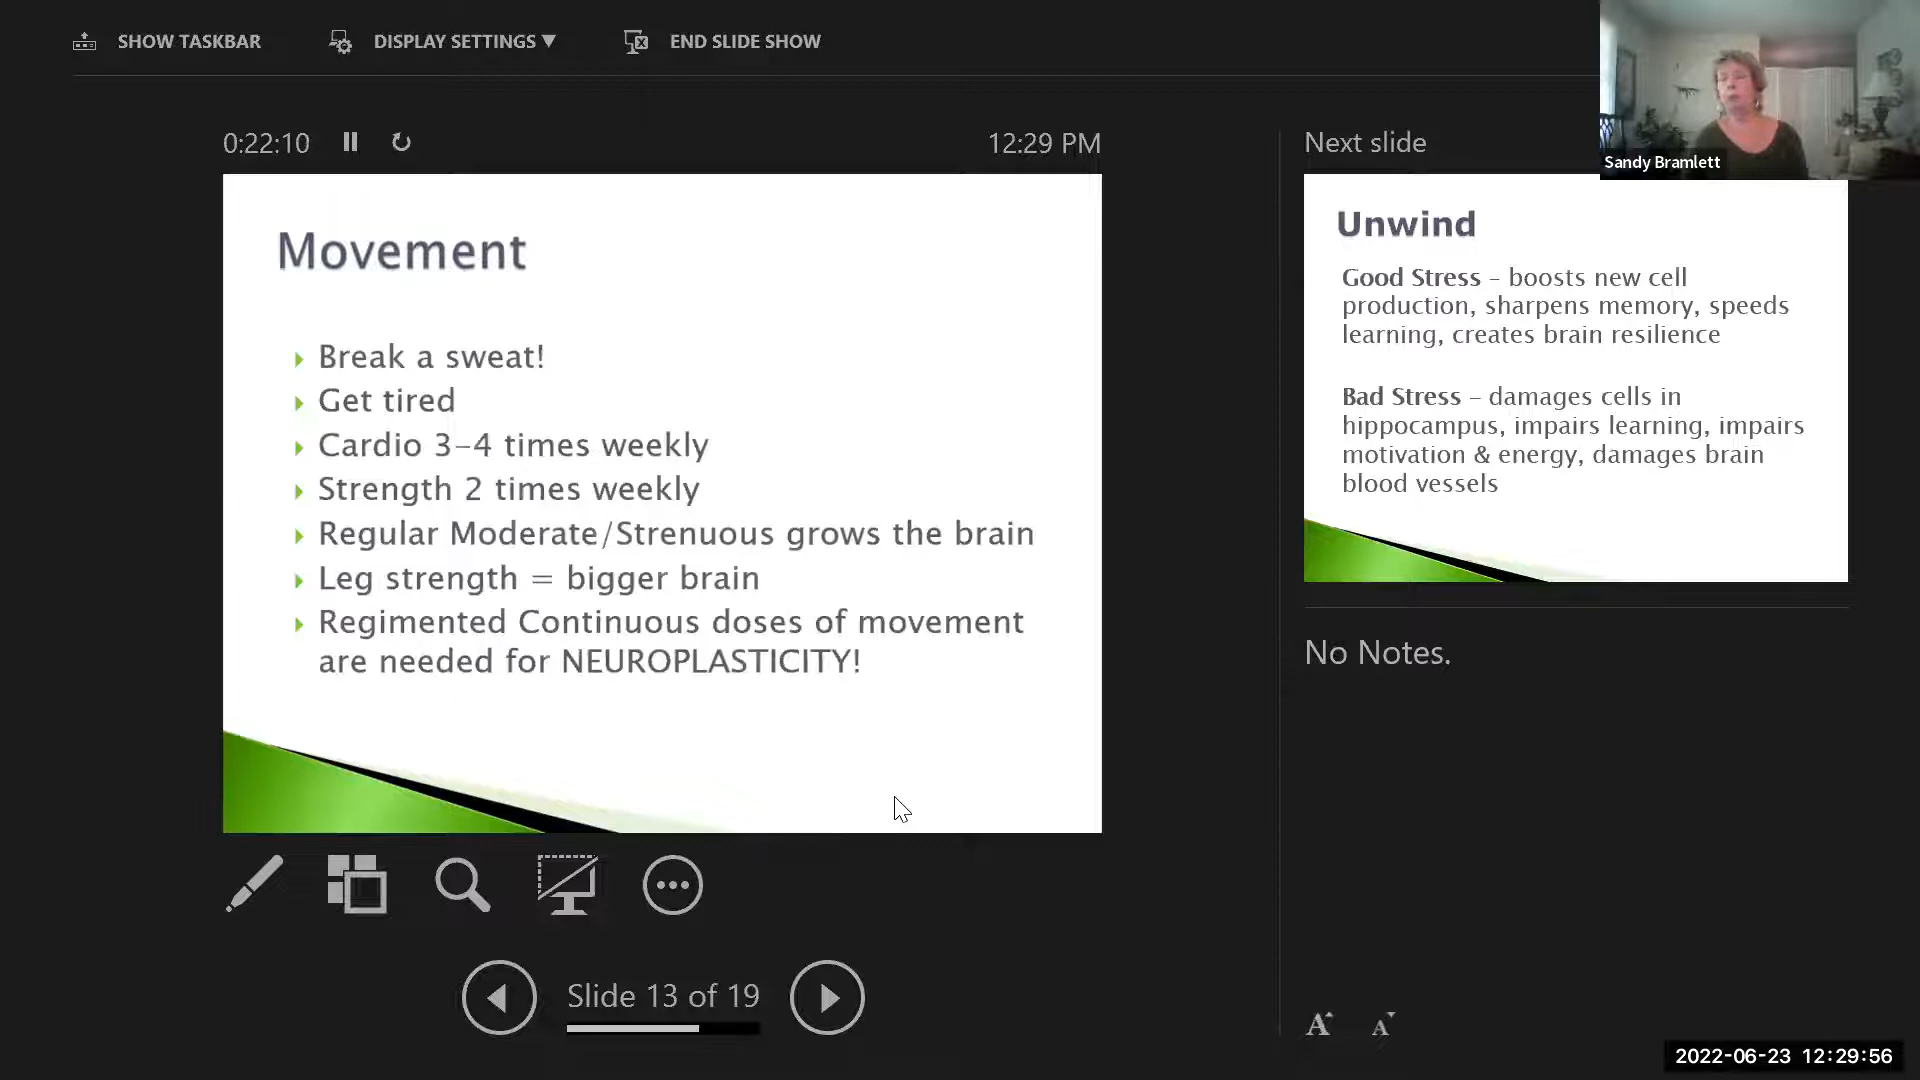 SHOW TASKBAR
DISPLAY SETTINGS ▼
END SLIDE SHOW
Sandy Bramlett
0:22:10
12:29 PM
Movement
Break a sweat!
Get tired
Cardio 3-4 times weekly
Strength 2 times weekly
Regular Moderate/Strenuous grows the brain
Leg strength = bigger brain
Regimented Continuous doses of movement
are needed for NEUROPLASTICITY!
Slide 13 of 19
Next slide
Unwind
Good Stress – boosts new cell
production, sharpens memory, speeds
learning, creates brain resilience
Bad Stress – damages cells in
hippocampus, impairs learning, impairs
motivation & energy, damages brain
blood vessels
No Notes.
A A
2022-06-23 12:29:56